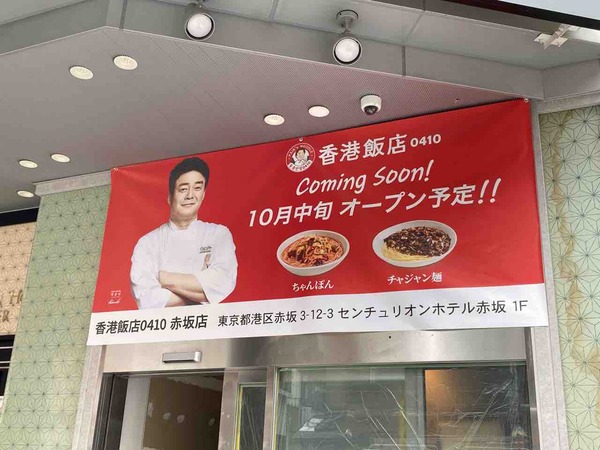 香港飯店0410
Coming Soon!
10月中旬 オープン予定!!
ちゃんぽん
チャジャン麺
香港飯店0410 赤坂店 東京都港区赤坂 3-12-3 センチュリオンホテル赤坂 1F